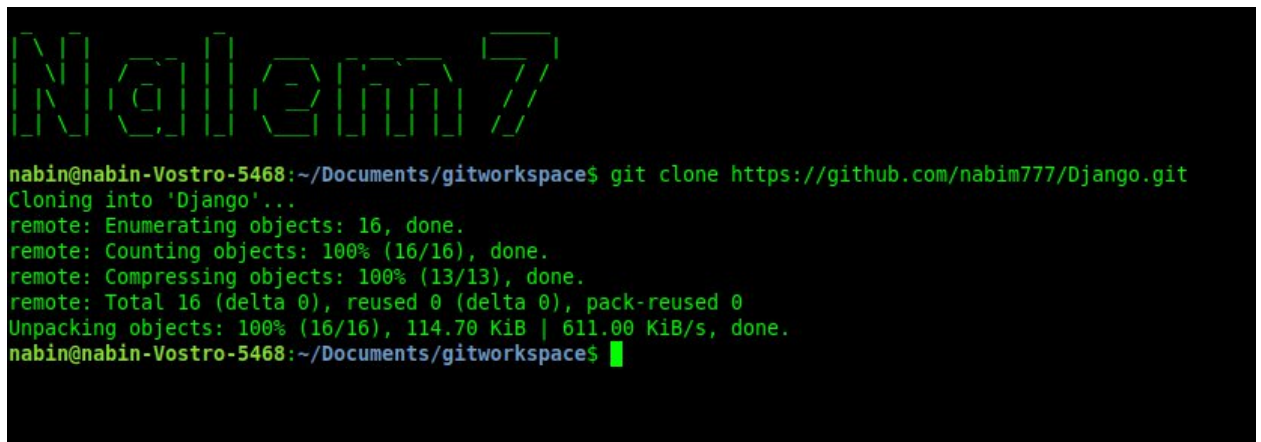 Nalem7
nabin@nabin-Vostro-5468:~/Documents/gitworkspace$ git clone https://github.com/nabim777/Django.git
Cloning into 'Django'...
remote: Enumerating objects: 16, done.
remote: Counting objects: 100% (16/16), done.
remote: Compressing objects: 100% (13/13), done.
remote: Total 16 (delta 0), reused 0 (delta 0), pack-reused 0
Unpacking objects: 100% (16/16), 114.70 KiB | 611.00 KiB/s, done.
nabin@nabin-Vostro-5468:~/Documents/gitworkspace$